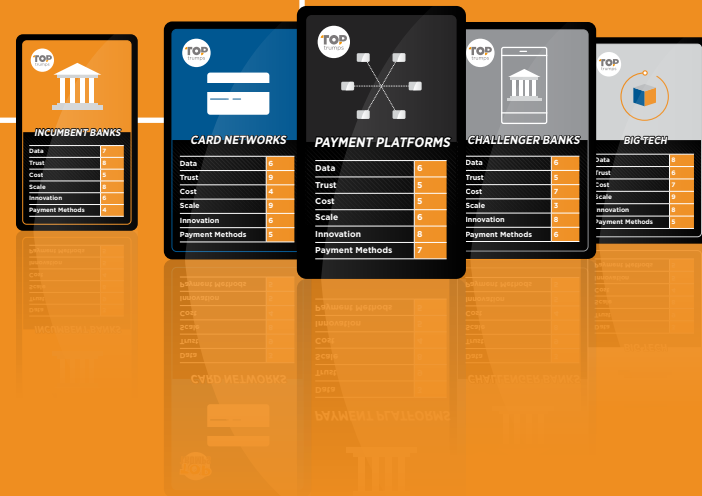 TOP
trumps
INCUMBENT BANKS
Data 7
Trust 8
Cost 5
Scale 8
Innovation 6
Payment Methods 4
TOP
trumps
CARD NETWORKS
Data 6
Trust 9
Cost 4
Scale 9
Innovation 6
Payment Methods 5
TOP
trumps
PAYMENT PLATFORMS
Data 6
Trust 5
Cost 5
Scale 6
Innovation 8
Payment Methods 7
TOP
trumps
CHALLENGER BANKS
Data 6
Trust 5
Cost 7
Scale 3
Innovation 8
Payment Methods 6
TOP
trumps
BIG TECH
Data 8
Trust 6
Cost 7
Scale 9
Innovation 8
Payment Methods 5